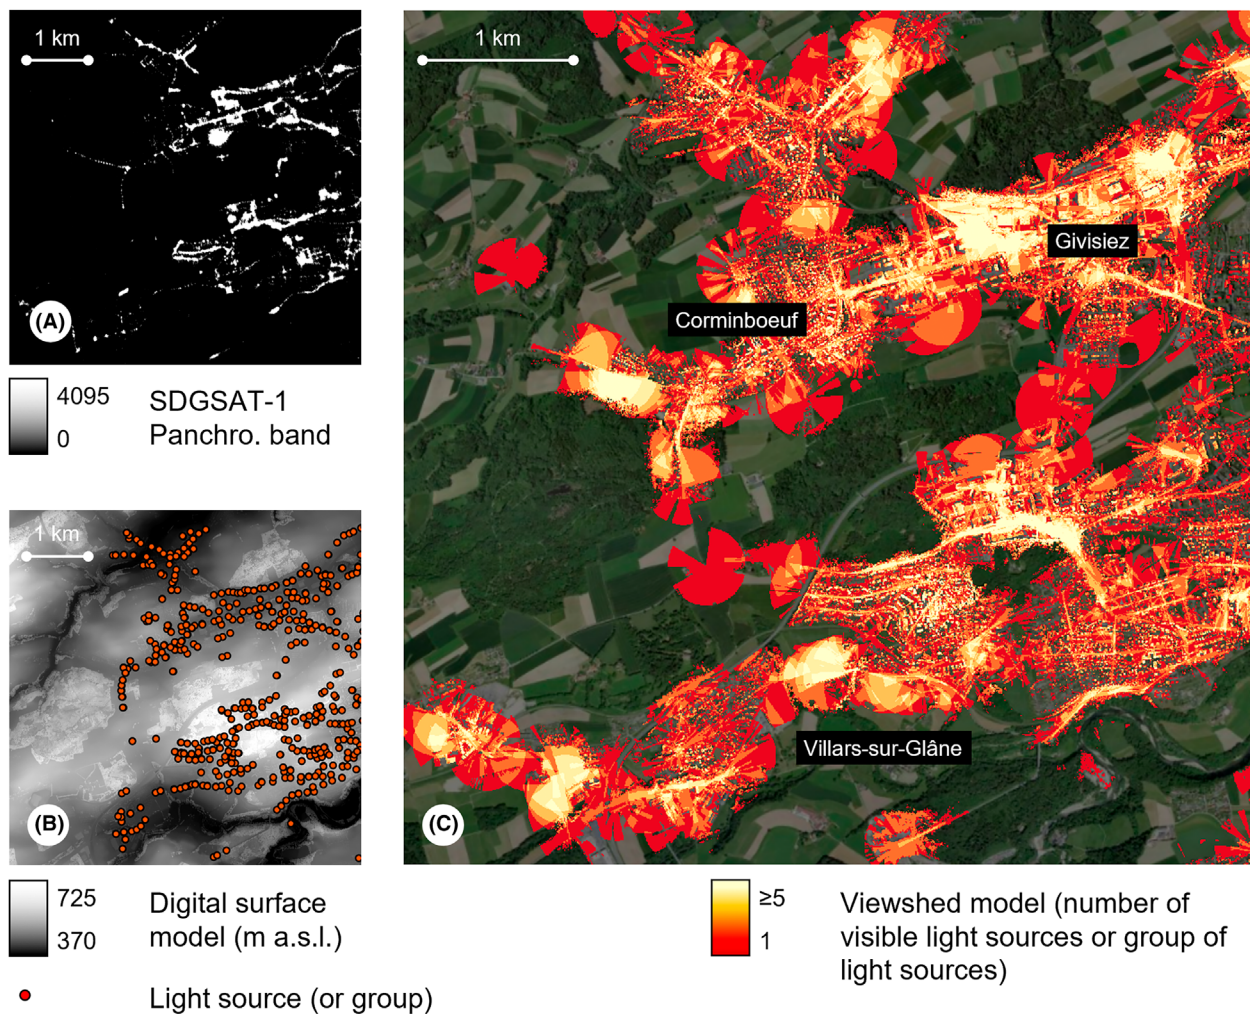 1 km
(A)
4095
0
SDGSAT-1
Panchro. band
1 km
(B)
725
370
Digital surface
model (m a.s.l.)
Light source (or group)
1 km
Givisiez
Corminboeuf
Villars-sur-Glâne
(C)
≥5
1
Viewshed model (number of
visible light sources or group of
light sources)